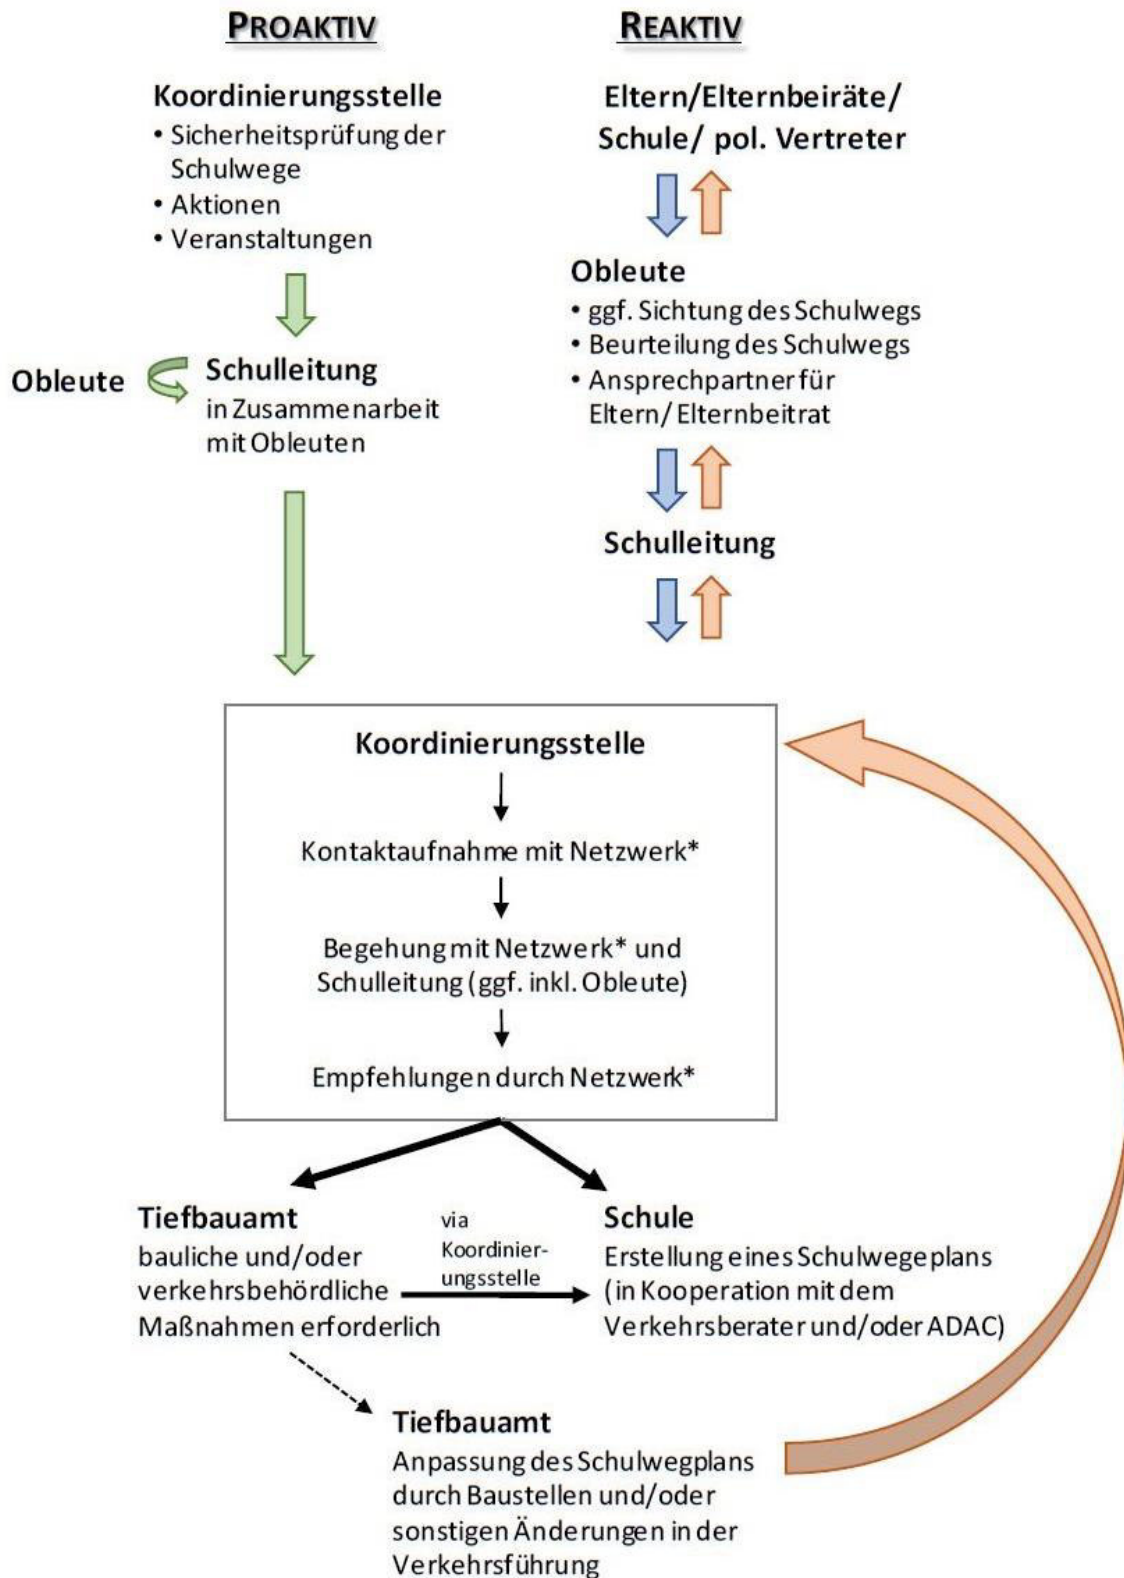 PROAKTIV
Koordinierungsstelle
• Sicherheitsprüfung der
Schulwege
• Aktionen
• Veranstaltungen
Obleute
Schulleitung
in Zusammenarbeit
mit Obleuten
REAKTIV
Eltern/Elternbeiräte/
Schule/ pol. Vertreter
Obleute
• ggf. Sichtung des Schulwegs
• Beurteilung des Schulwegs
• Ansprechpartner für
Eltern/ Elternbeitrat
Schulleitung
Koordinierungsstelle
Kontaktaufnahme mit Netzwerk*
Begehung mit Netzwerk* und
Schulleitung (ggf. inkl. Obleute)
Empfehlungen durch Netzwerk*
Tiefbauamt
bauliche und/oder
verkehrsbehördliche
Maßnahmen erforderlich
via
Koordinier-
ungsstelle
Schule
Erstellung eines Schulwegeplans
(in Kooperation mit dem
Verkehrsberater und/oder ADAC)
Tiefbauamt
Anpassung des Schulwegplans
durch Baustellen und/oder
sonstigen Änderungen in der
Verkehrsführung